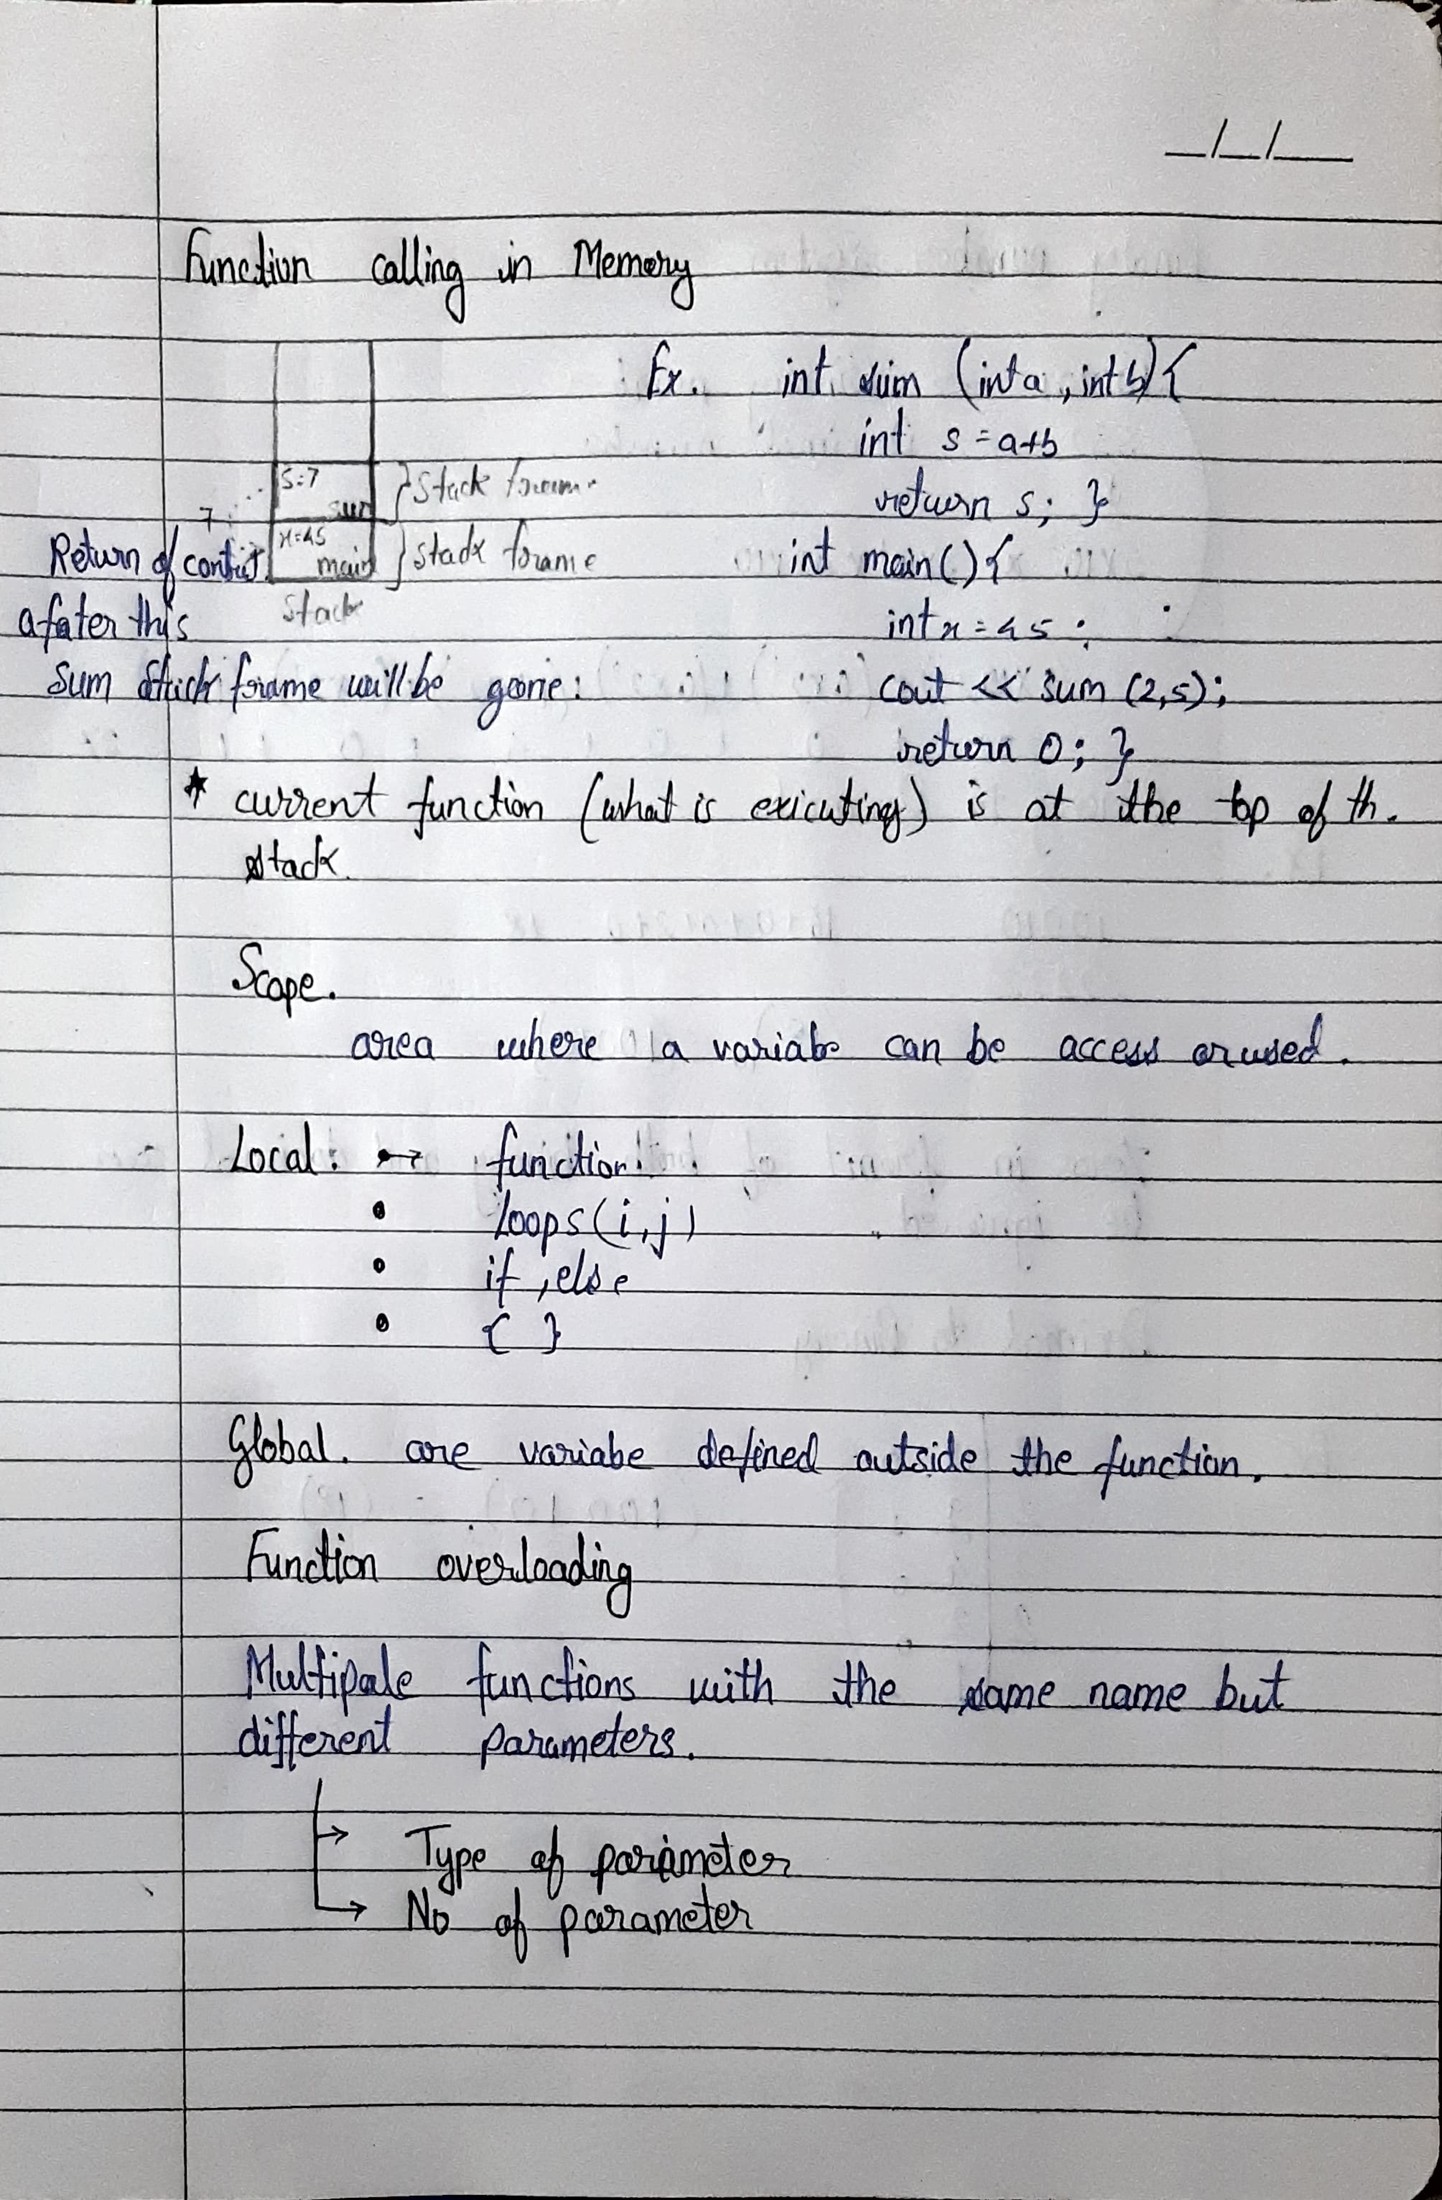 _/_/__
Function calling in Memory
Ex. int sum (int a, int b) {
int s = a+b
return s; }
int main() {
int x = 45 ;
cout << sum (2,5);
return 0; }
s:7
sum
} Stack
7
x=45
main
} Stack frame
Stack
Return of
afater this
Sum Stack frame will be gone:
* current function (what is exicuting) is at the top of th.
stack.
Scope.
area where a variabe can be access or used.
Local: → function.
• Loops (i,j)
• if, else
• { }
Global. are variabe defined outside the function.
Function overloading
Multipale functions with the same name but
different parameters.
→ Type of parameter
→ No of parameter